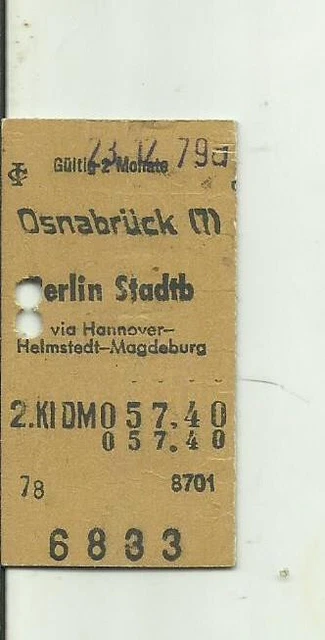 23.12.79
Gültig 2 Monate
Osnabrück (7)
Berlin Stadtb
via Hannover-
Helmstedt-Magdeburg
2.Kl DM 057.40
057.40
78 8701
6833